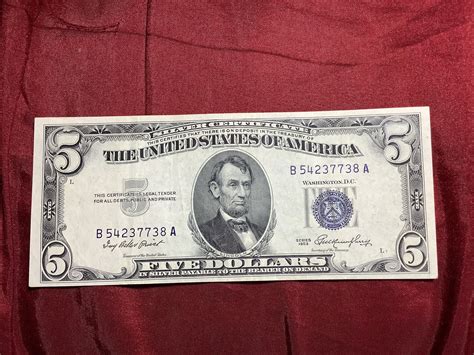 5 SILVER CERTIFICATE 5
THIS CERTIFIES THAT THERE IS ON DEPOSIT IN THE TREASURY OF
THE UNITED STATES OF AMERICA
B 54237738 A
L
THIS CERTIFICATE IS LEGAL TENDER
FOR ALL DEBTS, PUBLIC AND PRIVATE
WASHINGTON, D.C.
B 54237738 A
SERIES
L
5 FIVE DOLLARS 5
IN SILVER PAYABLE TO THE BEARER ON DEMAND